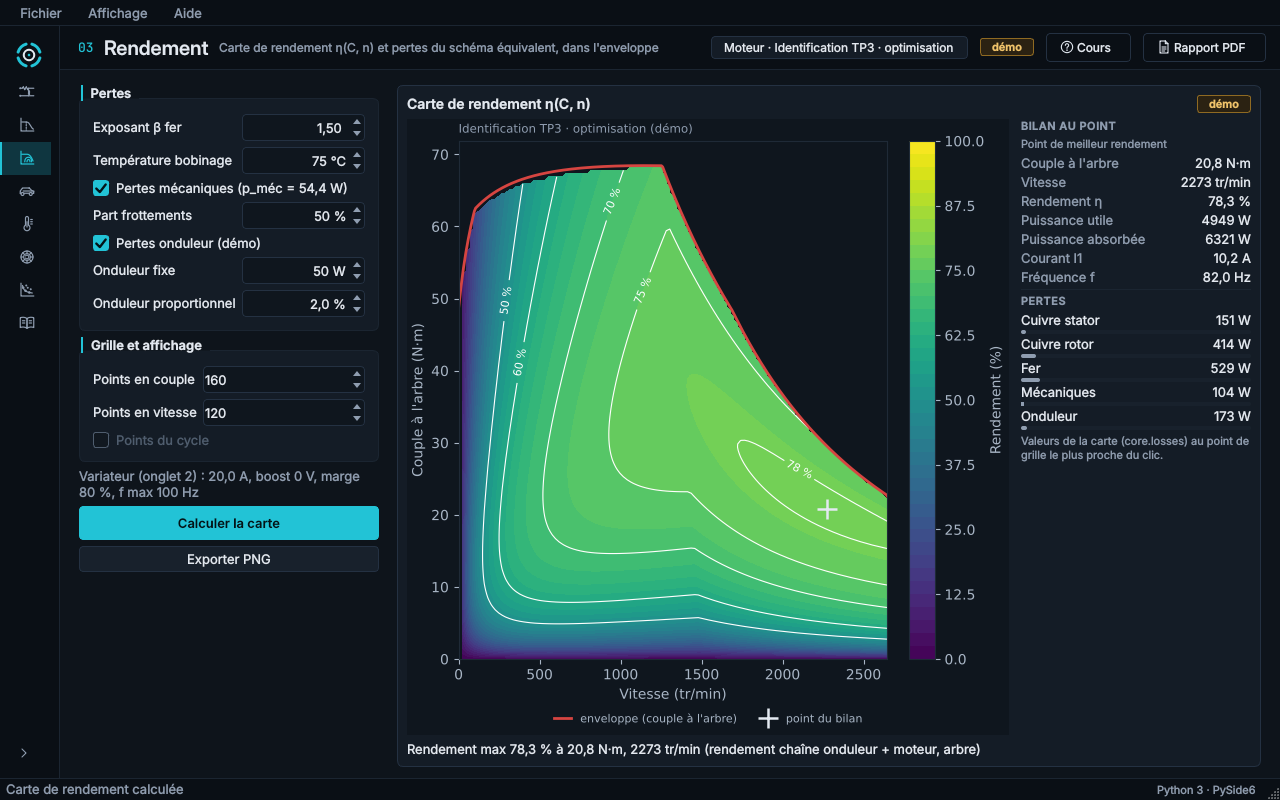 Fichier Affichage Aide
03 Rendement Carte de rendement η(C, n) et pertes du schéma équivalent, dans l'enveloppe Moteur · Identification TP3 · optimisation démo Cours Rapport PDF
Pertes
Exposant β fer 1,50
Température bobinage 75 °C
Pertes mécaniques (p_méc = 54,4 W)
Part frottements 50 %
Pertes onduleur (démo)
Onduleur fixe 50 W
Onduleur proportionnel 2,0 %
Grille et affichage
Points en couple 160
Points en vitesse 120
Points du cycle
Variateur (onglet 2) : 20,0 A, boost 0 V, marge
80 %, f max 100 Hz
Calculer la carte
Exporter PNG
Carte de rendement η(C, n) démo
Identification TP3 · optimisation (démo)
70
60
50
40
30
20
10
0
Couple à l'arbre (N·m)
50 %
60 %
70 %
75 %
78 %
0 500 1000 1500 2000 2500
Vitesse (tr/min)
enveloppe (couple à l'arbre) point du bilan
100.0
87.5
75.0
62.5
50.0
37.5
25.0
12.5
0.0
Rendement (%)
Rendement max 78,3 % à 20,8 N·m, 2273 tr/min (rendement chaîne onduleur + moteur, arbre)
BILAN AU POINT
Point de meilleur rendement
Couple à l'arbre 20,8 N·m
Vitesse 2273 tr/min
Rendement η 78,3 %
Puissance utile 4949 W
Puissance absorbée 6321 W
Courant I1 10,2 A
Fréquence f 82,0 Hz
PERTES
Cuivre stator 151 W
Cuivre rotor 414 W
Fer 529 W
Mécaniques 104 W
Onduleur 173 W
Valeurs de la carte (core.losses) au point de
grille le plus proche du clic.
Carte de rendement calculée Python 3 · PySide6